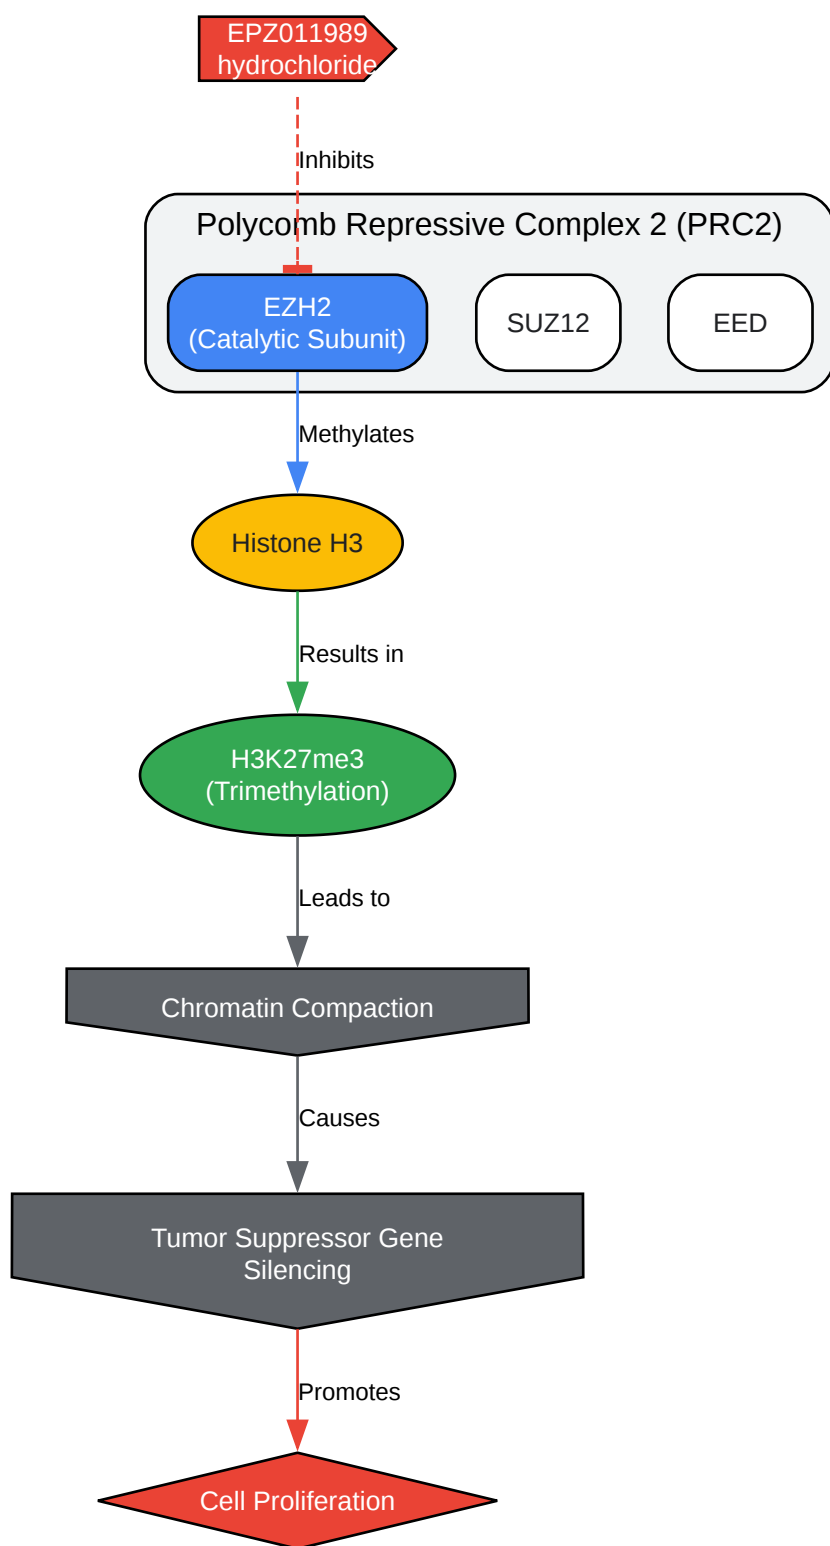 EPZ011989
hydrochloride
Inhibits
Polycomb Repressive Complex 2 (PRC2)
EZH2
(Catalytic Subunit)
SUZ12
EED
Methylates
Histone H3
Results in
H3K27me3
(Trimethylation)
Leads to
Chromatin Compaction
Causes
Tumor Suppressor Gene
Silencing
Promotes
Cell Proliferation